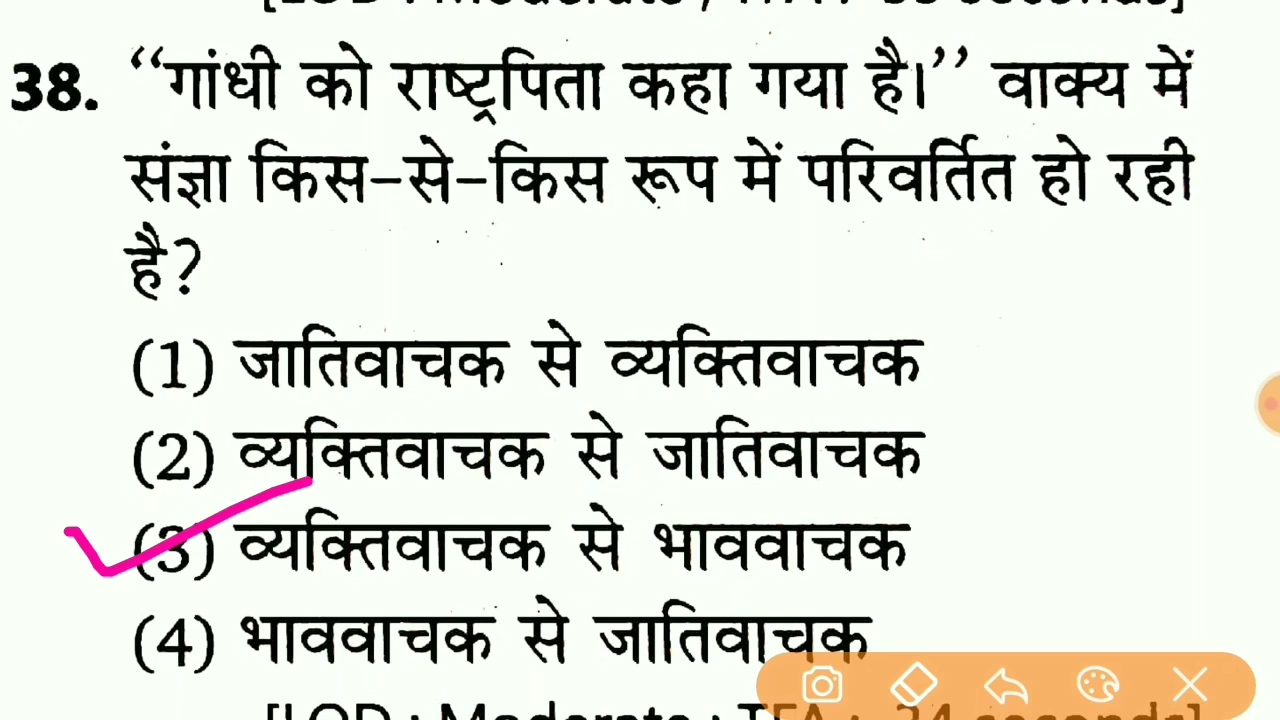 38. “गांधी को राष्ट्रपिता कहा गया है।” वाक्य में
संज्ञा किस–से–किस रूप में परिवर्तित हो रही
है?
(1) जातिवाचक से व्यक्तिवाचक
(2) व्यक्तिवाचक से जातिवाचक
(3) व्यक्तिवाचक से भाववाचक
(4) भाववाचक से जातिवाचक